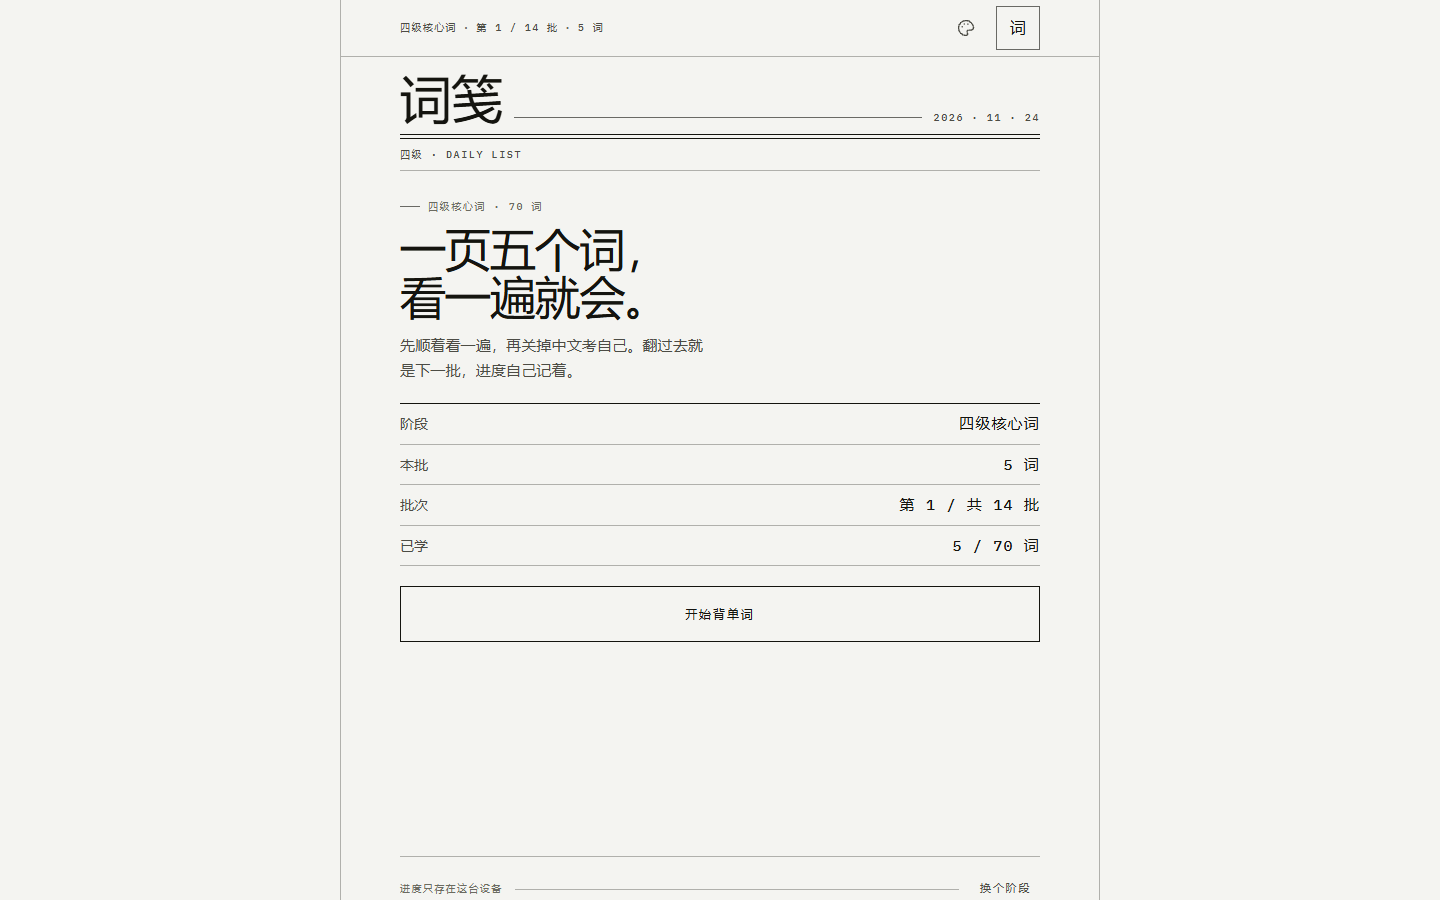 四级核心词 · 第 1 / 14 批 · 5 词
词
词笺
2026 · 11 · 24
四级 · DAILY LIST
四级核心词 · 70 词
一页五个词，
看一遍就会。
先顺着看一遍，再关掉中文考自己。翻过去就
是下一批，进度自己记着。
阶段 四级核心词
本批 5 词
批次 第 1 / 共 14 批
已学 5 / 70 词
开始背单词
进度只存在这台设备
换个阶段